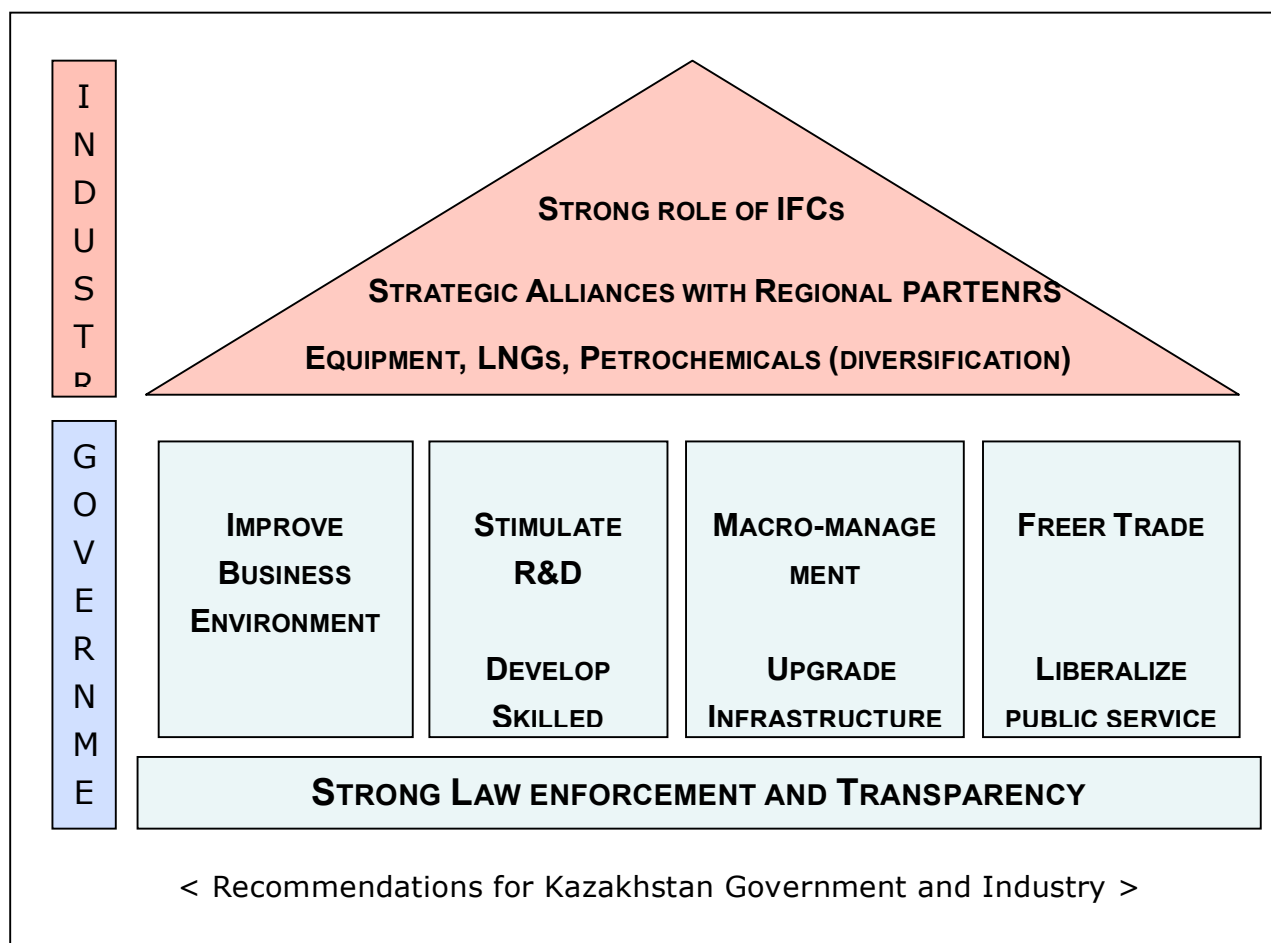 I
N
D
U
S
T
R
STRONG ROLE OF IFCS
STRATEGIC ALLIANCES WITH REGIONAL PARTENRS
EQUIPMENT, LNGS, PETROCHEMICALS (DIVERSIFICATION)
G
O
V
E
R
N
M
E
IMPROVE
BUSINESS
ENVIRONMENT
STIMULATE
R&D
DEVELOP
SKILLED
MACRO-MANAGE
MENT
UPGRADE
INFRASTRUCTURE
FREER TRADE
LIBERALIZE
PUBLIC SERVICE
STRONG LAW ENFORCEMENT AND TRANSPARENCY
< Recommendations for Kazakhstan Government and Industry >